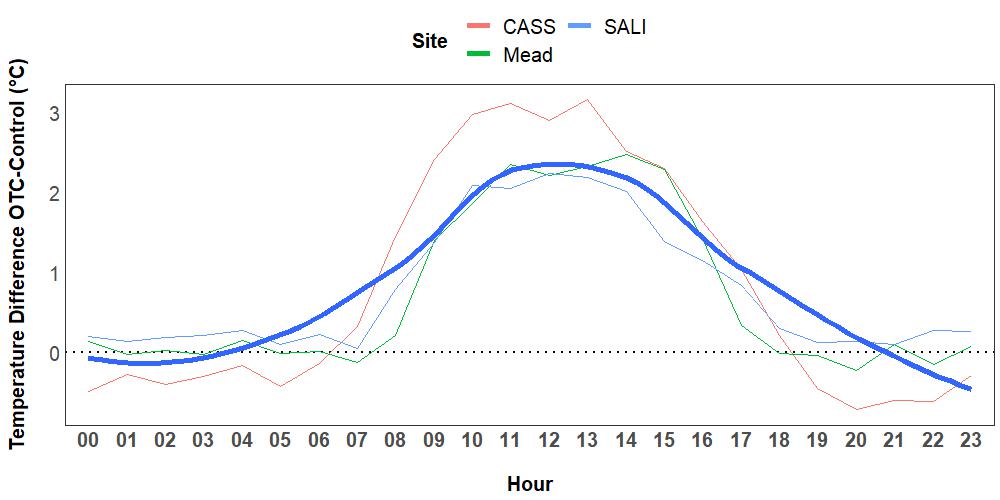 Site CASS SALI
Mead
Temperature Difference OTC-Control (°C)
3
2
1
0
00 01 02 03 04 05 06 07 08 09 10 11 12 13 14 15 16 17 18 19 20 21 22 23
Hour